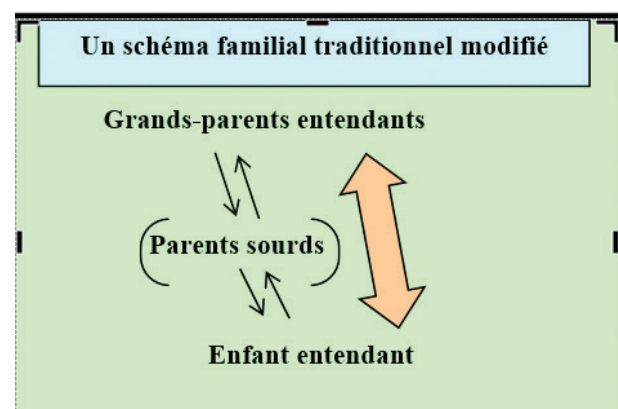 Un schéma familial traditionnel modifié
Grands-parents entendants
Parents sourds
Enfant entendant